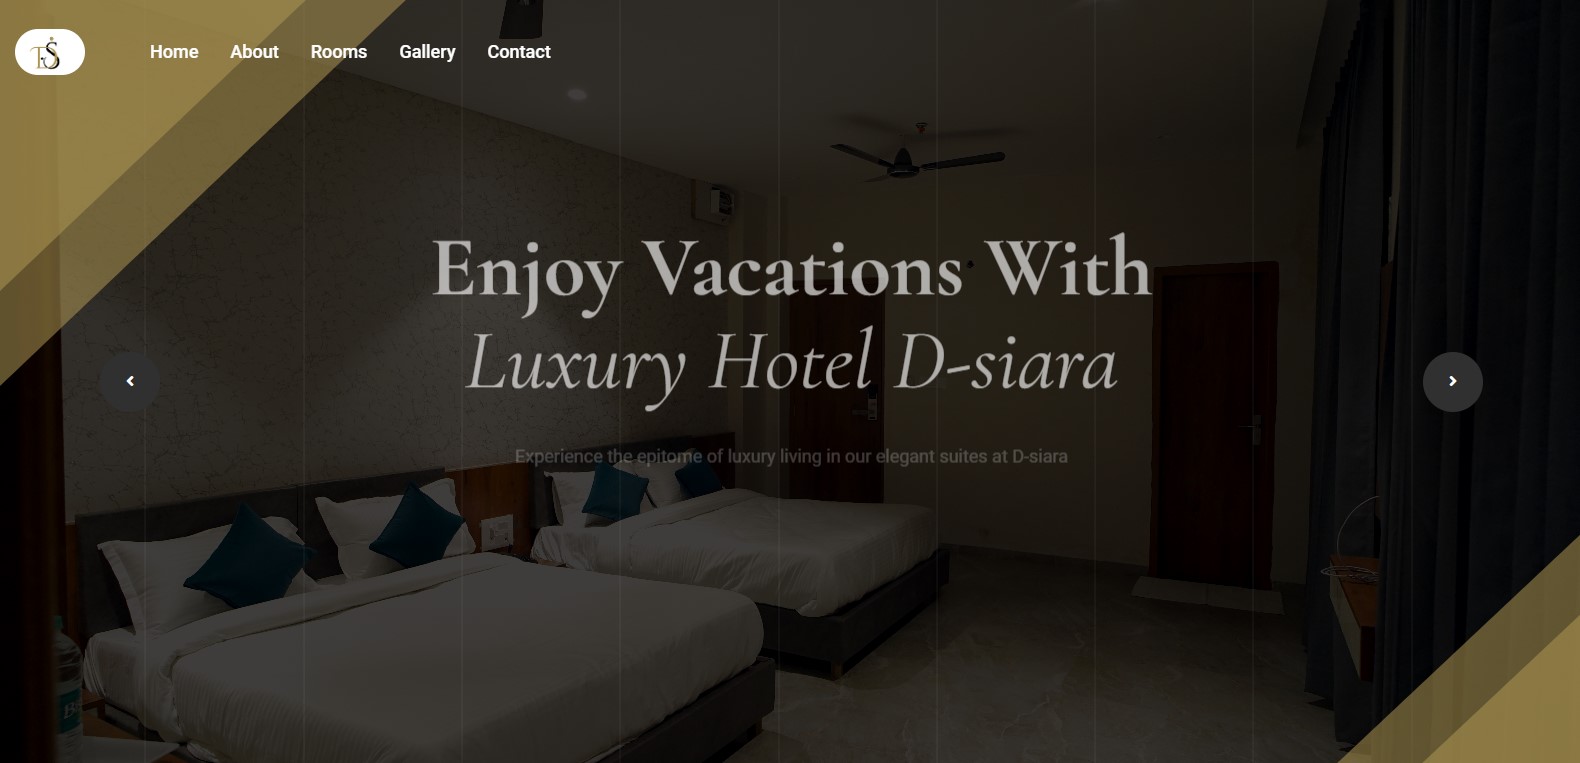 Home About Rooms Gallery Contact
Enjoy Vacations With
Luxury Hotel D-siara
Experience the epitome of luxury living in our elegant suites at D-siara